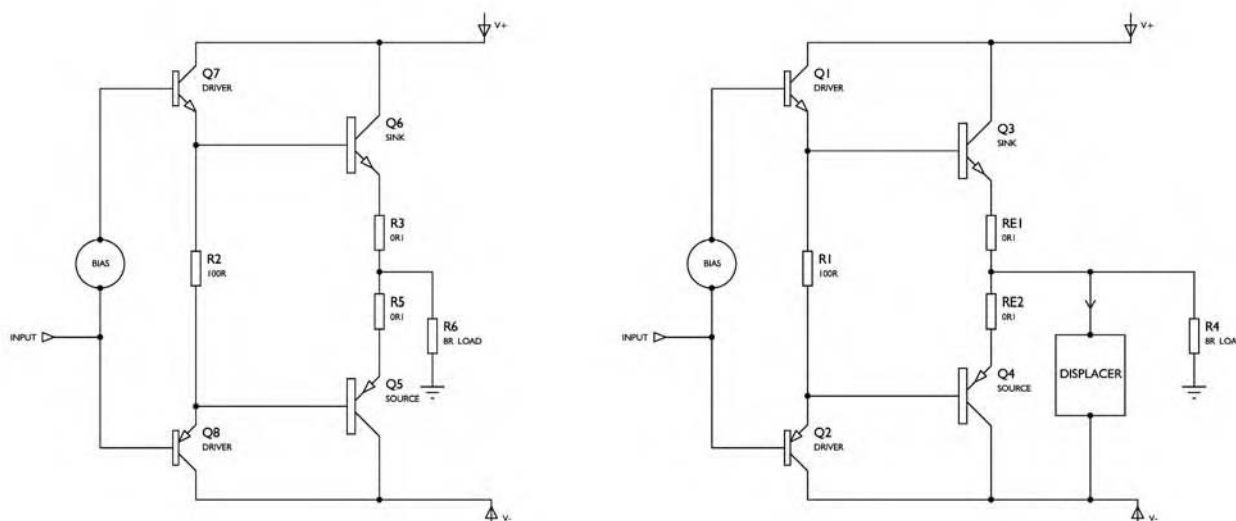 V+
Q7
DRIVER
Q6
SINK
R3
0R1
BIAS
R2
100R
R5
0R1
INPUT
R6
8R LOAD
Q5
SOURCE
Q8
DRIVER
V-
V+
Q1
DRIVER
Q3
SINK
RE1
0R1
BIAS
R1
100R
RE2
0R1
INPUT
R4
8R LOA
Q4
SOURCE
DISPLACER
Q2
DRIVER
V-